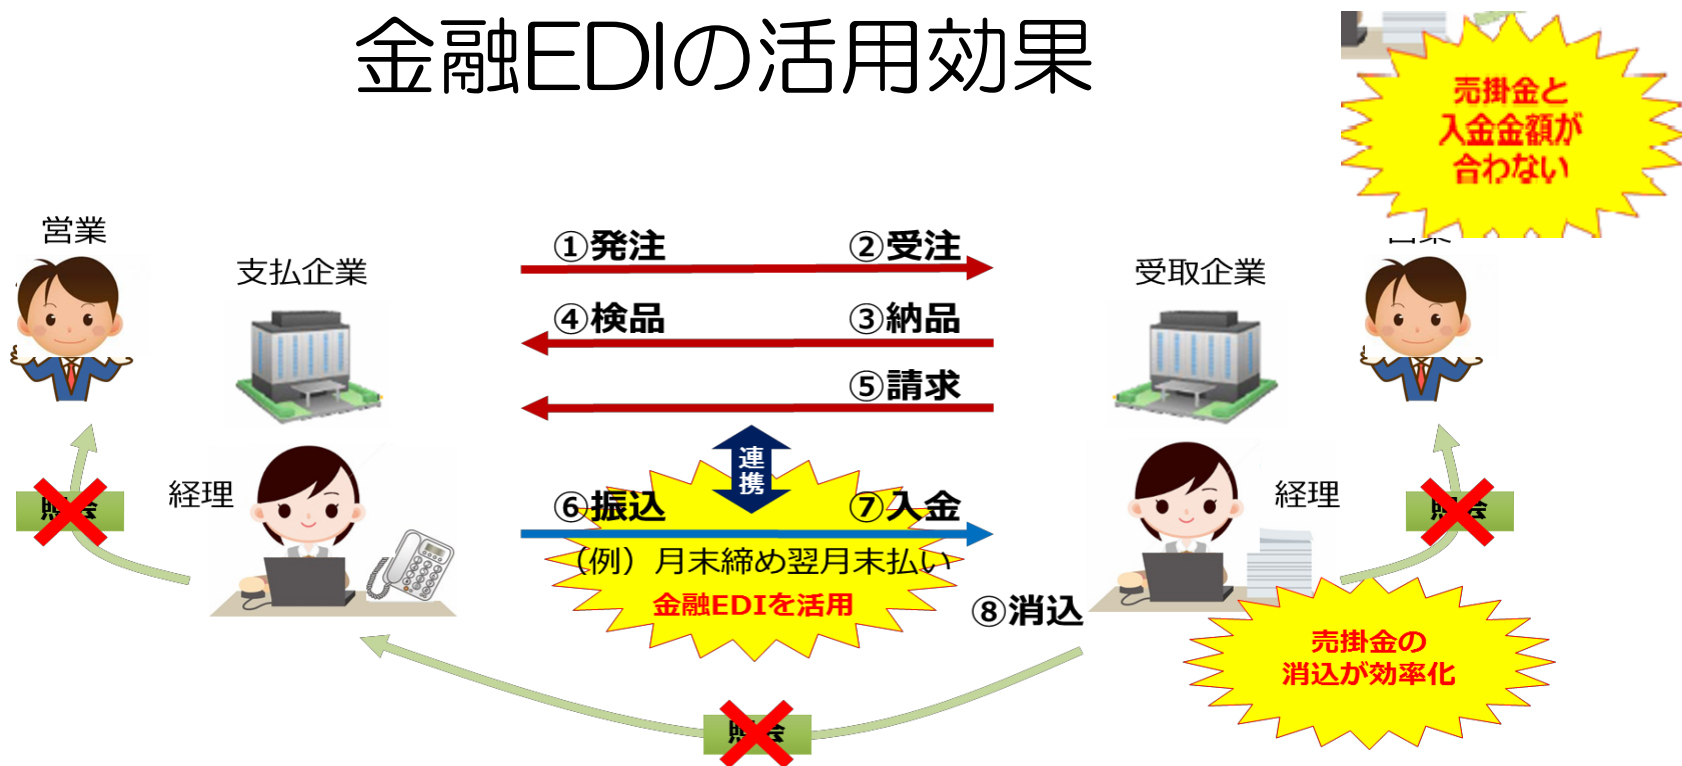 金融EDIの活用効果
売掛金と
入金金額が
合わない
営業
支払企業
①発注
②受注
受取企業
④検品
③納品
⑤請求
連携
経理
⑥振込
⑦入金
経理
（例）月末締め翌月末払い
金融EDIを活用
⑧消込
売掛金の
消込が効率化